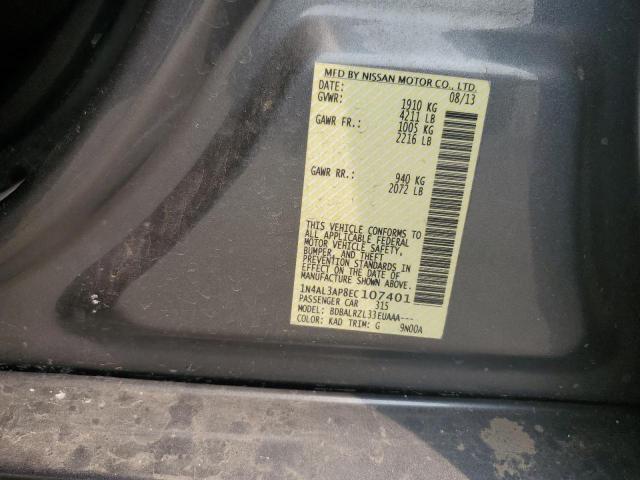 MFD BY NISSAN MOTOR CO., LTD.
DATE: 08/13
GVWR: 1910 KG
4211 LB
GAWR FR.: 1005 KG
2216 LB
GAWR RR.: 940 KG
2072 LB
THIS VEHICLE CONFORMS TO
ALL APPLICABLE FEDERAL
MOTOR VEHICLE SAFETY,
BUMPER, AND THEFT
PREVENTION STANDARDS IN
EFFECT ON THE DATE OF
MANUFACTURE SHOWN ABOVE.
1N4AL3AP8EC107401
PASSENGER CAR 315
MODEL: BDBALRZL33EUAAA---
COLOR: KAD TRIM: G 9N00A